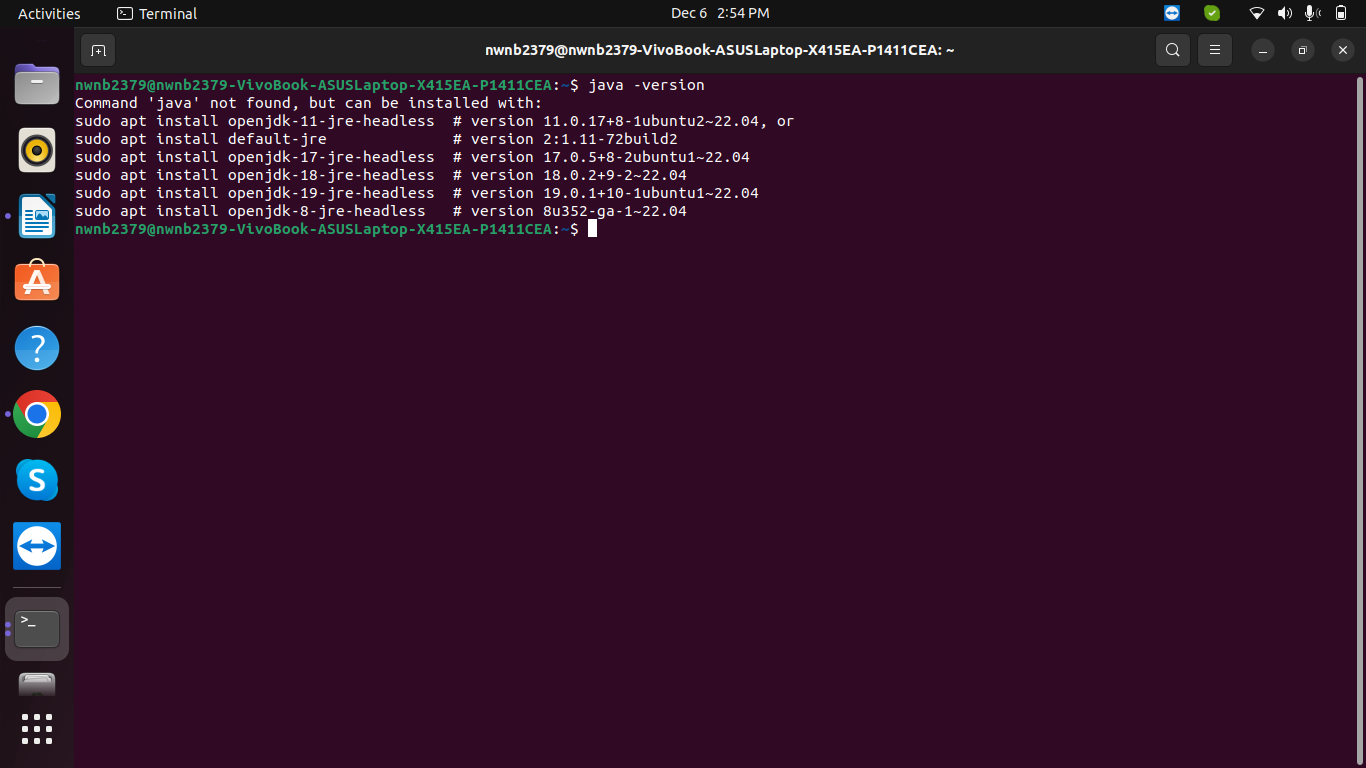 Activities Terminal Dec 6 2:54 PM
nwnb2379@nwnb2379-VivoBook-ASUSLaptop-X415EA-P1411CEA: ~
nwnb2379@nwnb2379-VivoBook-ASUSLaptop-X415EA-P1411CEA:~$ java -version
Command 'java' not found, but can be installed with:
sudo apt install openjdk-11-jre-headless  # version 11.0.17+8-1ubuntu2~22.04, or
sudo apt install default-jre              # version 2:1.11-72build2
sudo apt install openjdk-17-jre-headless  # version 17.0.5+8-2ubuntu1~22.04
sudo apt install openjdk-18-jre-headless  # version 18.0.2+9-2~22.04
sudo apt install openjdk-19-jre-headless  # version 19.0.1+10-1ubuntu1~22.04
sudo apt install openjdk-8-jre-headless   # version 8u352-ga-1~22.04
nwnb2379@nwnb2379-VivoBook-ASUSLaptop-X415EA-P1411CEA:~$